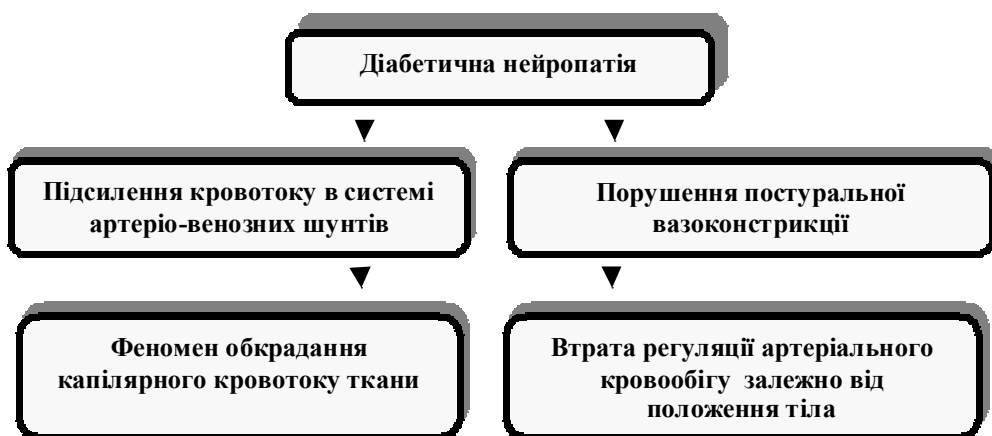 Діабетична нейропатія
Підсилення кровотоку в системі
артеріо-венозних шунтів
Порушення постуральної
вазоконстрикції
Феномен обкрадання
капілярного кровотоку ткани
Втрата регуляції артеріального
кровообігу залежно від
положення тіла